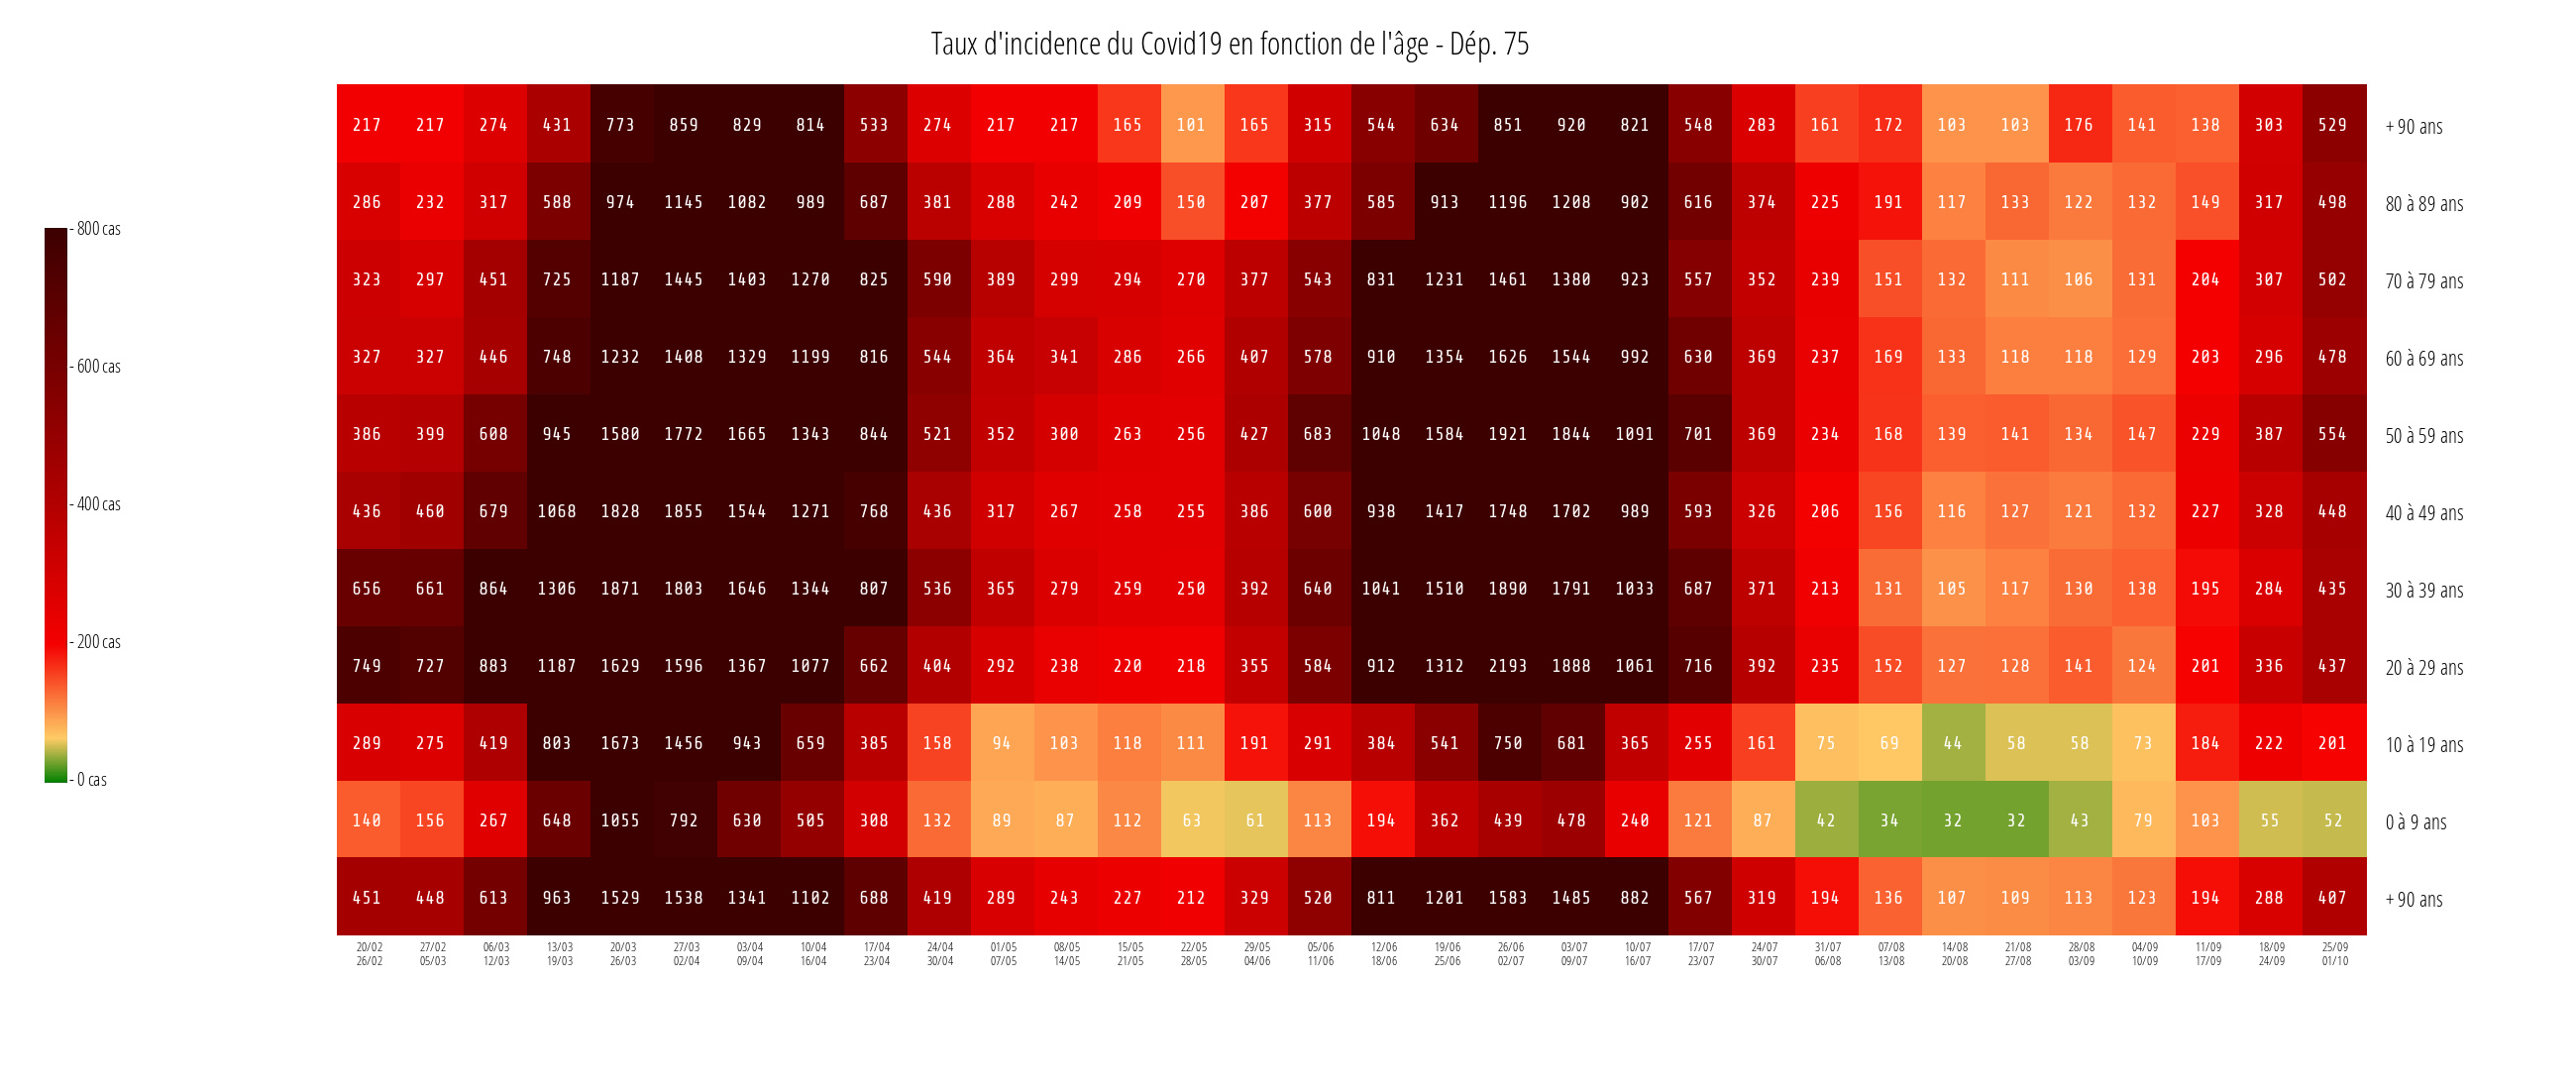 Taux d'incidence du Covid19 en fonction de l'âge - Dép. 75
217 217 274 431 773 859 829 814 533 274 217 217 165 101 165 315 544 634 851 920 821 548 283 161 172 103 103 176 141 138 303 529 + 90 ans
286 232 317 588 974 1145 1082 989 687 381 288 242 209 150 207 377 585 913 1196 1208 902 616 374 225 191 117 133 122 132 149 317 498 80 à 89 ans
- 800 cas
323 297 451 725 1187 1445 1403 1270 825 590 389 299 294 270 377 543 831 1231 1461 1380 923 557 352 239 151 132 111 106 131 204 307 502 70 à 79 ans
327 327 446 748 1232 1408 1329 1199 816 544 364 341 286 266 407 578 910 1354 1626 1544 992 630 369 237 169 133 118 118 129 203 296 478 60 à 69 ans
- 600 cas
386 399 608 945 1580 1772 1665 1343 844 521 352 300 263 256 427 683 1048 1584 1921 1844 1091 701 369 234 168 139 141 134 147 229 387 554 50 à 59 ans
- 400 cas
436 460 679 1068 1828 1855 1544 1271 768 436 317 267 258 255 386 600 938 1417 1748 1702 989 593 326 206 156 116 127 121 132 227 328 448 40 à 49 ans
656 661 864 1306 1871 1803 1646 1344 807 536 365 279 259 250 392 640 1041 1510 1890 1791 1033 687 371 213 131 105 117 130 138 195 284 435 30 à 39 ans
- 200 cas
749 727 883 1187 1629 1596 1367 1077 662 404 292 238 220 218 355 584 912 1312 2193 1888 1061 716 392 235 152 127 128 141 124 201 336 437 20 à 29 ans
289 275 419 803 1673 1456 943 659 385 158 94 103 118 111 191 291 384 541 750 681 365 255 161 75 69 44 58 58 73 184 222 201 10 à 19 ans
- 0 cas
140 156 267 648 1055 792 630 505 308 132 89 87 112 63 61 113 194 362 439 478 240 121 87 42 34 32 32 43 79 103 55 52 0 à 9 ans
451 448 613 963 1529 1538 1341 1102 688 419 289 243 227 212 329 520 811 1201 1583 1485 882 567 319 194 136 107 109 113 123 194 288 407 + 90 ans
20/02 27/02 06/03 13/03 20/03 27/03 03/04 10/04 17/04 24/04 01/05 08/05 15/05 22/05 29/05 05/06 12/06 19/06 26/06 03/07 10/07 17/07 24/07 31/07 07/08 14/08 21/08 28/08 04/09 11/09 18/09 25/09
26/02 05/03 12/03 19/03 26/03 02/04 09/04 16/04 23/04 30/04 07/05 14/05 21/05 28/05 04/06 11/06 18/06 25/06 02/07 09/07 16/07 23/07 30/07 06/08 13/08 20/08 27/08 03/09 10/09 17/09 24/09 01/10